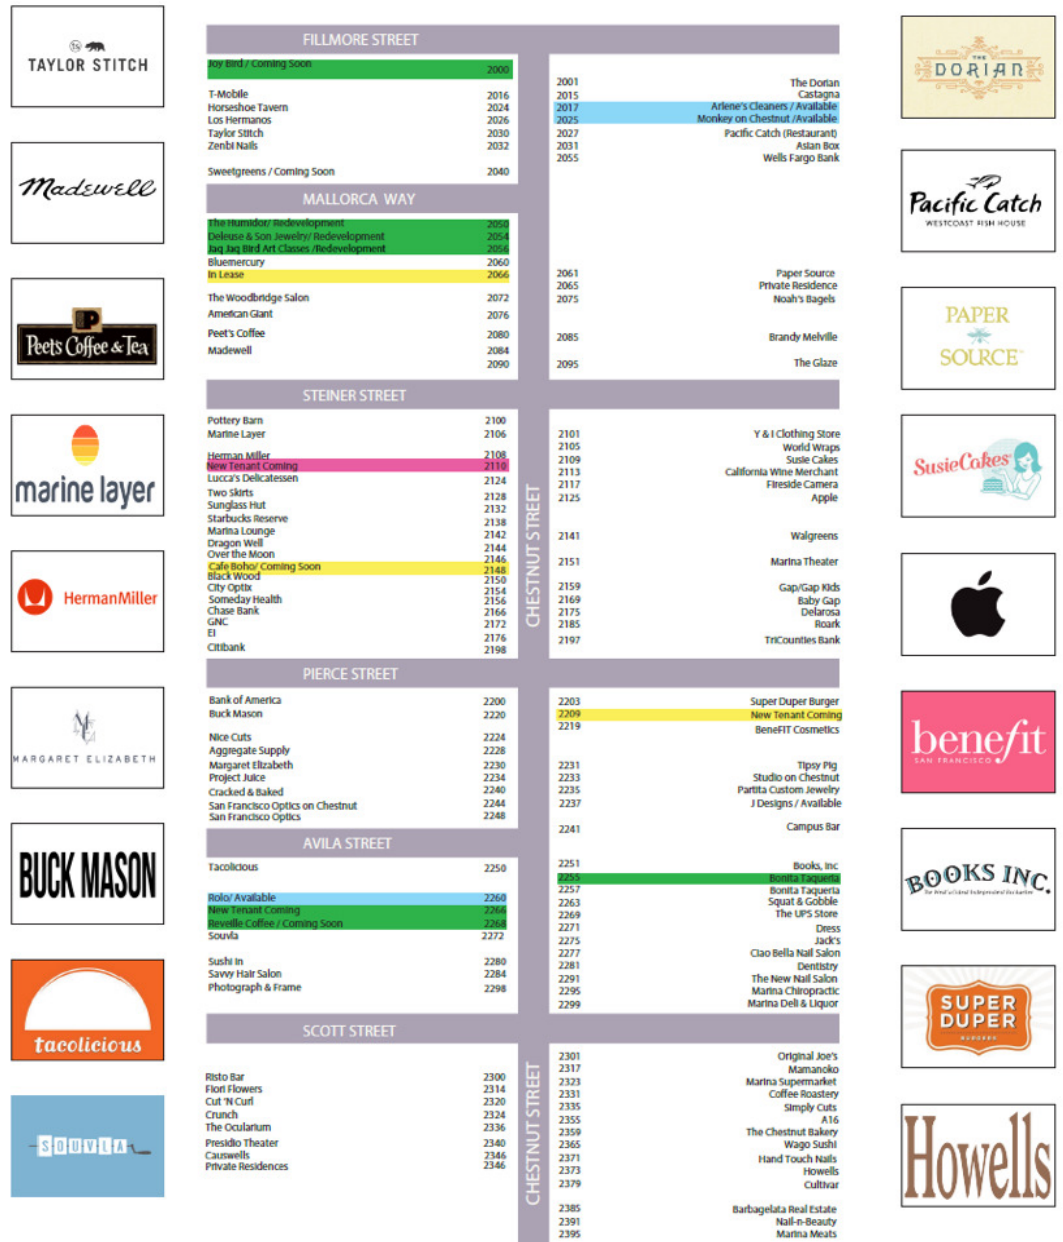 TAYLOR STITCH
Madewell
Peet's Coffee & Tea
marine layer
HermanMiller
MARGARET ELIZABETH
BUCK MASON
tacolicious
SOUVLA
FILLMORE STREET
Joy Bird / Coming Soon 2000
T-Mobile 2016
Horseshoe Tavern 2024
Los Hermanos 2026
Taylor Stitch 2030
Zenbi Nails 2032
Sweetgreens / Coming Soon 2040
2001 The Dorian
2015 Castagna
2017 Arlene's Cleaners / Available
2025 Monkey on Chestnut /Available
2027 Pacific Catch (Restaurant)
2031 Asian Box
2055 Wells Fargo Bank
MALLORCA WAY
The Humidor/ Redevelopment 2050
Deleuse & Son Jewelry/ Redevelopment 2054
Jaq Jaq Bird Art Classes /Redevelopment 2056
Bluemercury 2060
In Lease 2066
The Woodbridge Salon 2072
American Giant 2076
Peet's Coffee 2080
Madewell 2084
2090
2061 Paper Source
2065 Private Residence
2075 Noah's Bagels
2085 Brandy Melville
2095 The Glaze
STEINER STREET
Pottery Barn 2100
Marine Layer 2106
Herman Miller 2108
New Tenant Coming 2110
Lucca's Delicatessen 2124
Two Skirts 2128
Sunglass Hut 2132
Starbucks Reserve 2138
Marina Lounge 2142
Dragon Well 2144
Over the Moon 2146
Cafe Boho/ Coming Soon 2148
Black Wood 2150
City Optix 2154
Someday Health 2156
Chase Bank 2166
GNC 2172
EI 2176
Citibank 2198
CHESTNUT STREET
2101 Y & I Clothing Store
2105 World Wraps
2109 Susie Cakes
2113 California Wine Merchant
2117 Fireside Camera
2125 Apple
2141 Walgreens
2151 Marina Theater
2159 Gap/Gap Kids
2169 Baby Gap
2175 Delarosa
2185 Roark
2197 TriCounties Bank
PIERCE STREET
Bank of America 2200
Buck Mason 2220
Nice Cuts 2224
Aggregate Supply 2228
Margaret Elizabeth 2230
Project Juice 2234
Cracked & Baked 2240
San Francisco Optics on Chestnut 2244
San Francisco Optics 2248
2203 Super Duper Burger
2209 New Tenant Coming
2219 BeneFIT Cosmetics
2231 Tipsy Pig
2233 Studio on Chestnut
2235 Partita Custom Jewelry
2237 J Designs / Available
2241 Campus Bar
AVILA STREET
Tacolicious 2250
Rolo/ Available 2260
New Tenant Coming 2266
Reveille Coffee / Coming Soon 2268
Souvla 2272
Sushi In 2280
Savvy Hair Salon 2284
Photograph & Frame 2298
2251 Books, Inc
2255 Bonita Taqueria
2257 Bonita Taqueria
2263 Squat & Gobble
2269 The UPS Store
2271 Dress
2275 Jack's
2277 Ciao Bella Nail Salon
2281 Dentistry
2291 The New Nail Salon
2295 Marina Chiropractic
2299 Marina Deli & Liquor
SCOTT STREET
Risto Bar 2300
Fiori Flowers 2314
Cut 'N Curl 2320
Crunch 2324
The Ocularium 2336
Presidio Theater 2340
Causwells 2346
Private Residences 2346
CHESTNUT STREET
2301 Original Joe's
2317 Mamanoko
2323 Marina Supermarket
2331 Coffee Roastery
2335 Simply Cuts
2355 A16
2359 The Chestnut Bakery
2365 Wago Sushi
2371 Hand Touch Nails
2373 Howells
2379 Cultivar
2385 Barbagelata Real Estate
2391 Nail-n-Beauty
2395 Marina Meats
THE
DORIAN
Pacific Catch
WESTCOAST FISH HOUSE
PAPER
SOURCE
SusieCakes
benefit
SAN FRANCISCO
BOOKS INC.
SUPER
DUPER
BURGERS
Howells